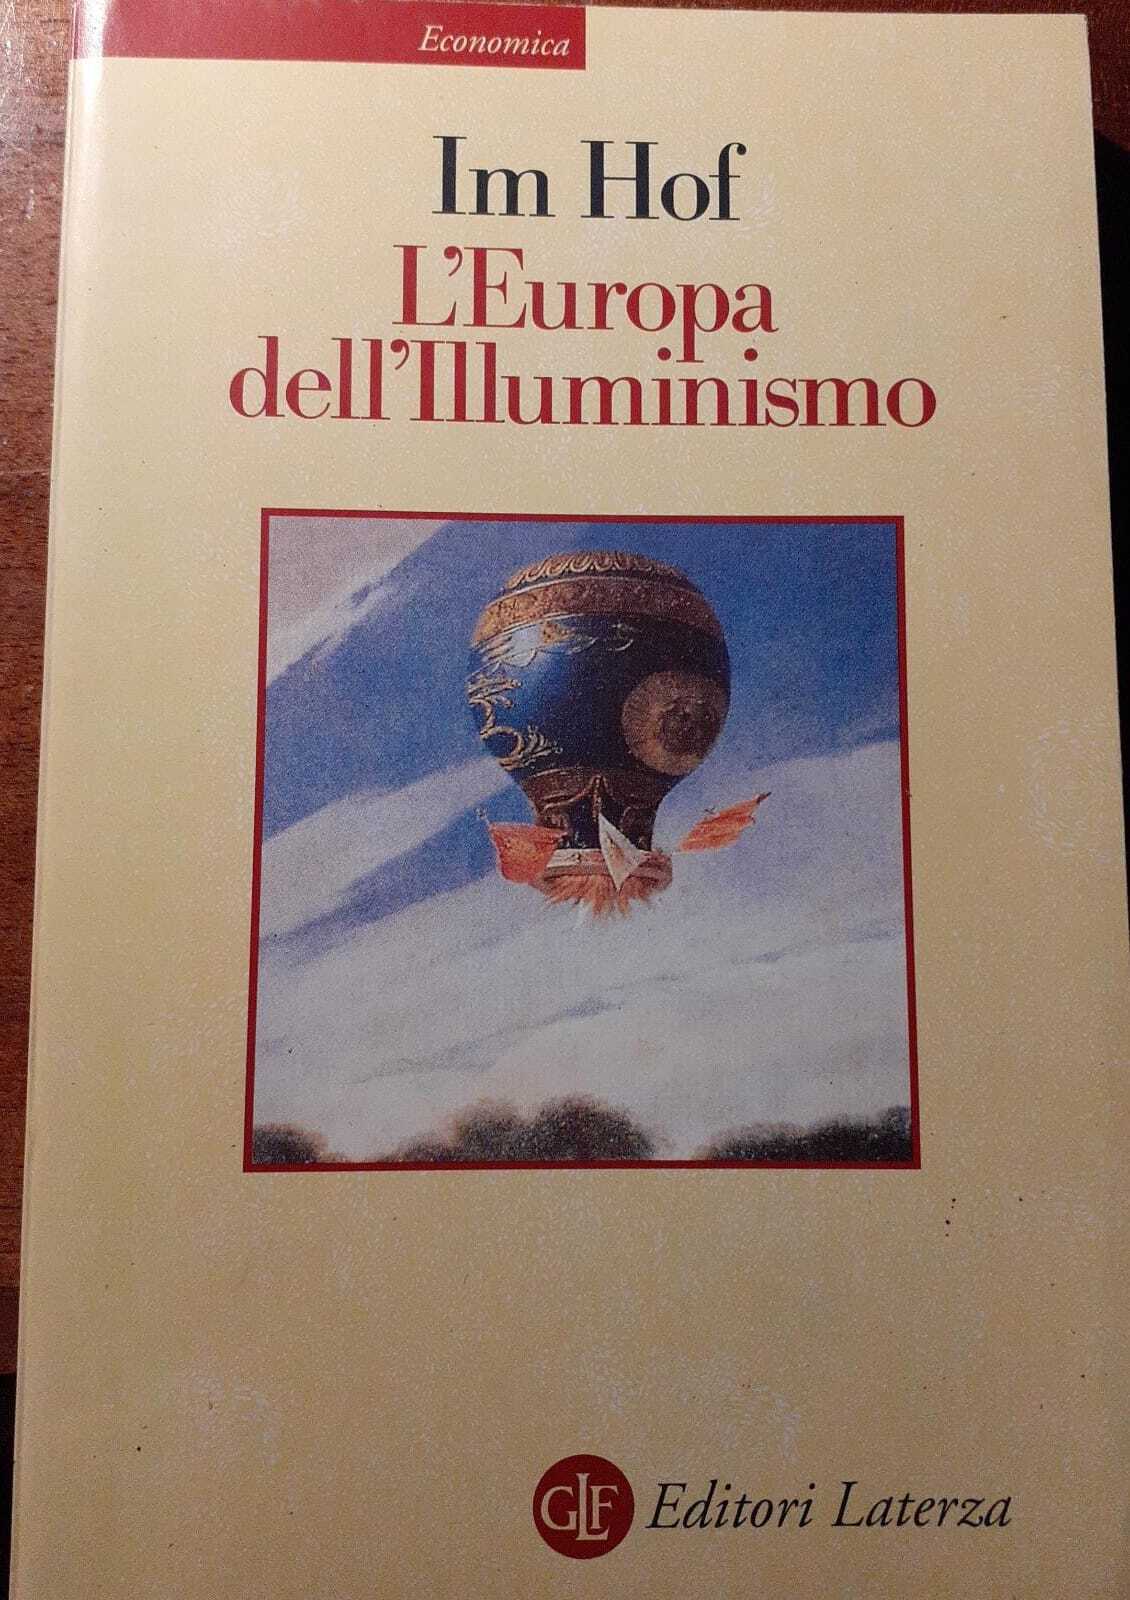 Economica
Im Hof
L'Europa
dell'Illuminismo
GLF Editori Laterza